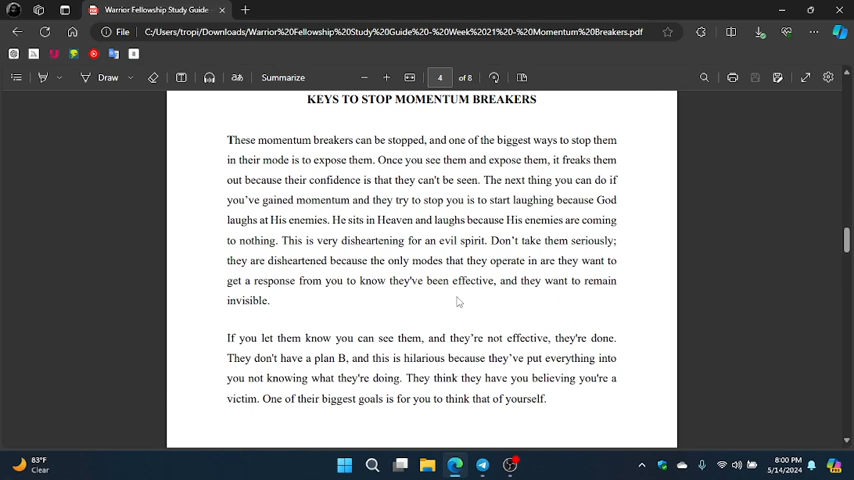 Warrior Fellowship Study Guide -
File
C:/Users/tropi/Downloads/Warrior%20Fellowship%20Study%20Guide%20-%20Week%2021%20-%20Momentum%20Breakers.pdf
Draw
aあ
Summarize
4 of 8
KEYS TO STOP MOMENTUM BREAKERS
These momentum breakers can be stopped, and one of the biggest ways to stop them
in their mode is to expose them. Once you see them and expose them, it freaks them
out because their confidence is that they can't be seen. The next thing you can do if
you've gained momentum and they try to stop you is to start laughing because God
laughs at His enemies. He sits in Heaven and laughs because His enemies are coming
to nothing. This is very disheartening for an evil spirit. Don't take them seriously;
they are disheartened because the only modes that they operate in are they want to
get a response from you to know they've been effective, and they want to remain
invisible.
If you let them know you can see them, and they're not effective, they're done.
They don't have a plan B, and this is hilarious because they've put everything into
you not knowing what they're doing. They think they have you believing you're a
victim. One of their biggest goals is for you to think that of yourself.
83°F
Clear
8:00 PM
5/14/2024